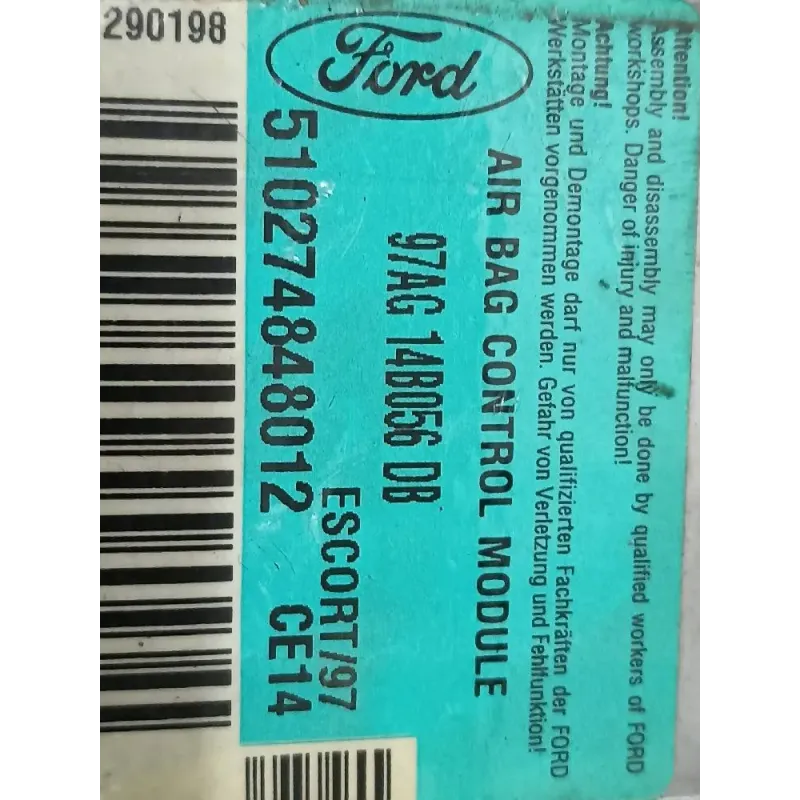 Attention!
Assembly and disassembly may only be done by qualified workers of FORD
workshops. Danger of injury and malfunction!
Achtung!
Montage und Demontage darf nur von qualifizierten Fachkräften der FORD
Werkstätten vorgenommen werden. Gefahr von Verletzung und Fehlfunktion!
Ford
AIR BAG CONTROL MODULE
97AG 14B056 DB
ESCORT/97
510274848012 CE14
290198